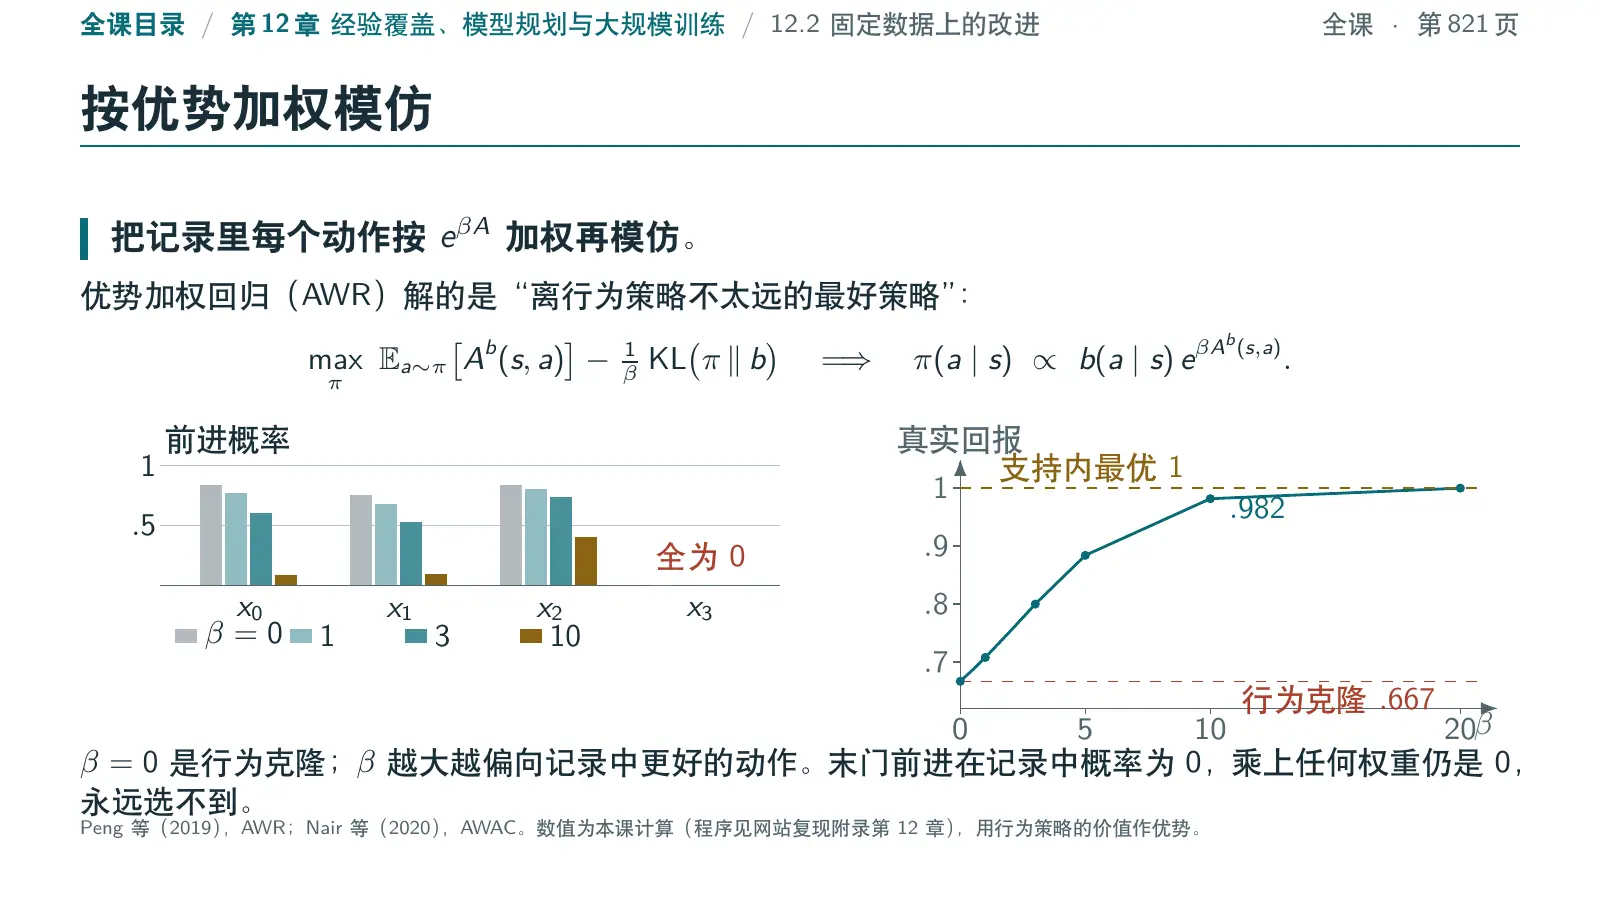 全课目录 / 第 12 章 经验覆盖、模型规划与大规模训练 / 12.2 固定数据上的改进
全课 · 第 821 页
按优势加权模仿
把记录里每个动作按 e^{βA} 加权再模仿。
优势加权回归（AWR）解的是“离行为策略不太远的最好策略”：
max_π 𝔼_{a∼π}[A^b(s, a)] − 1/β KL(π ∥ b) ⟹ π(a | s) ∝ b(a | s) e^{βA^b(s,a)}.
前进概率
1
.5
全为 0
x₀ x₁ x₂ x₃
β = 0 1 3 10
真实回报
支持内最优 1
1
.982
.9
.8
.7
行为克隆 .667
0 5 10 20 β
β = 0 是行为克隆；β 越大越偏向记录中更好的动作。末门前进在记录中概率为 0，乘上任何权重仍是 0，
永远选不到。
Peng 等（2019），AWR；Nair 等（2020），AWAC。数值为本课计算（程序见网站复现附录第 12 章），用行为策略的价值作优势。